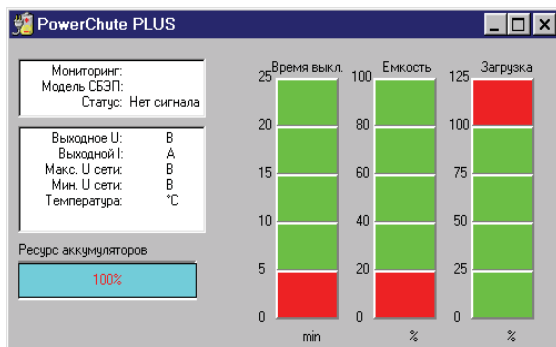 PowerChute PLUS
Мониторинг:
Модель СБЭП:
Статус: Нет сигнала
Выходное U: В
Выходной I: А
Макс. U сети: В
Мин. U сети: В
Температура: °C
Ресурс аккумуляторов
100%
Время выкл.
25
20
15
10
5
0
min
Емкость
100
80
60
40
20
0
%
Загрузка
125
100
75
50
25
0
%